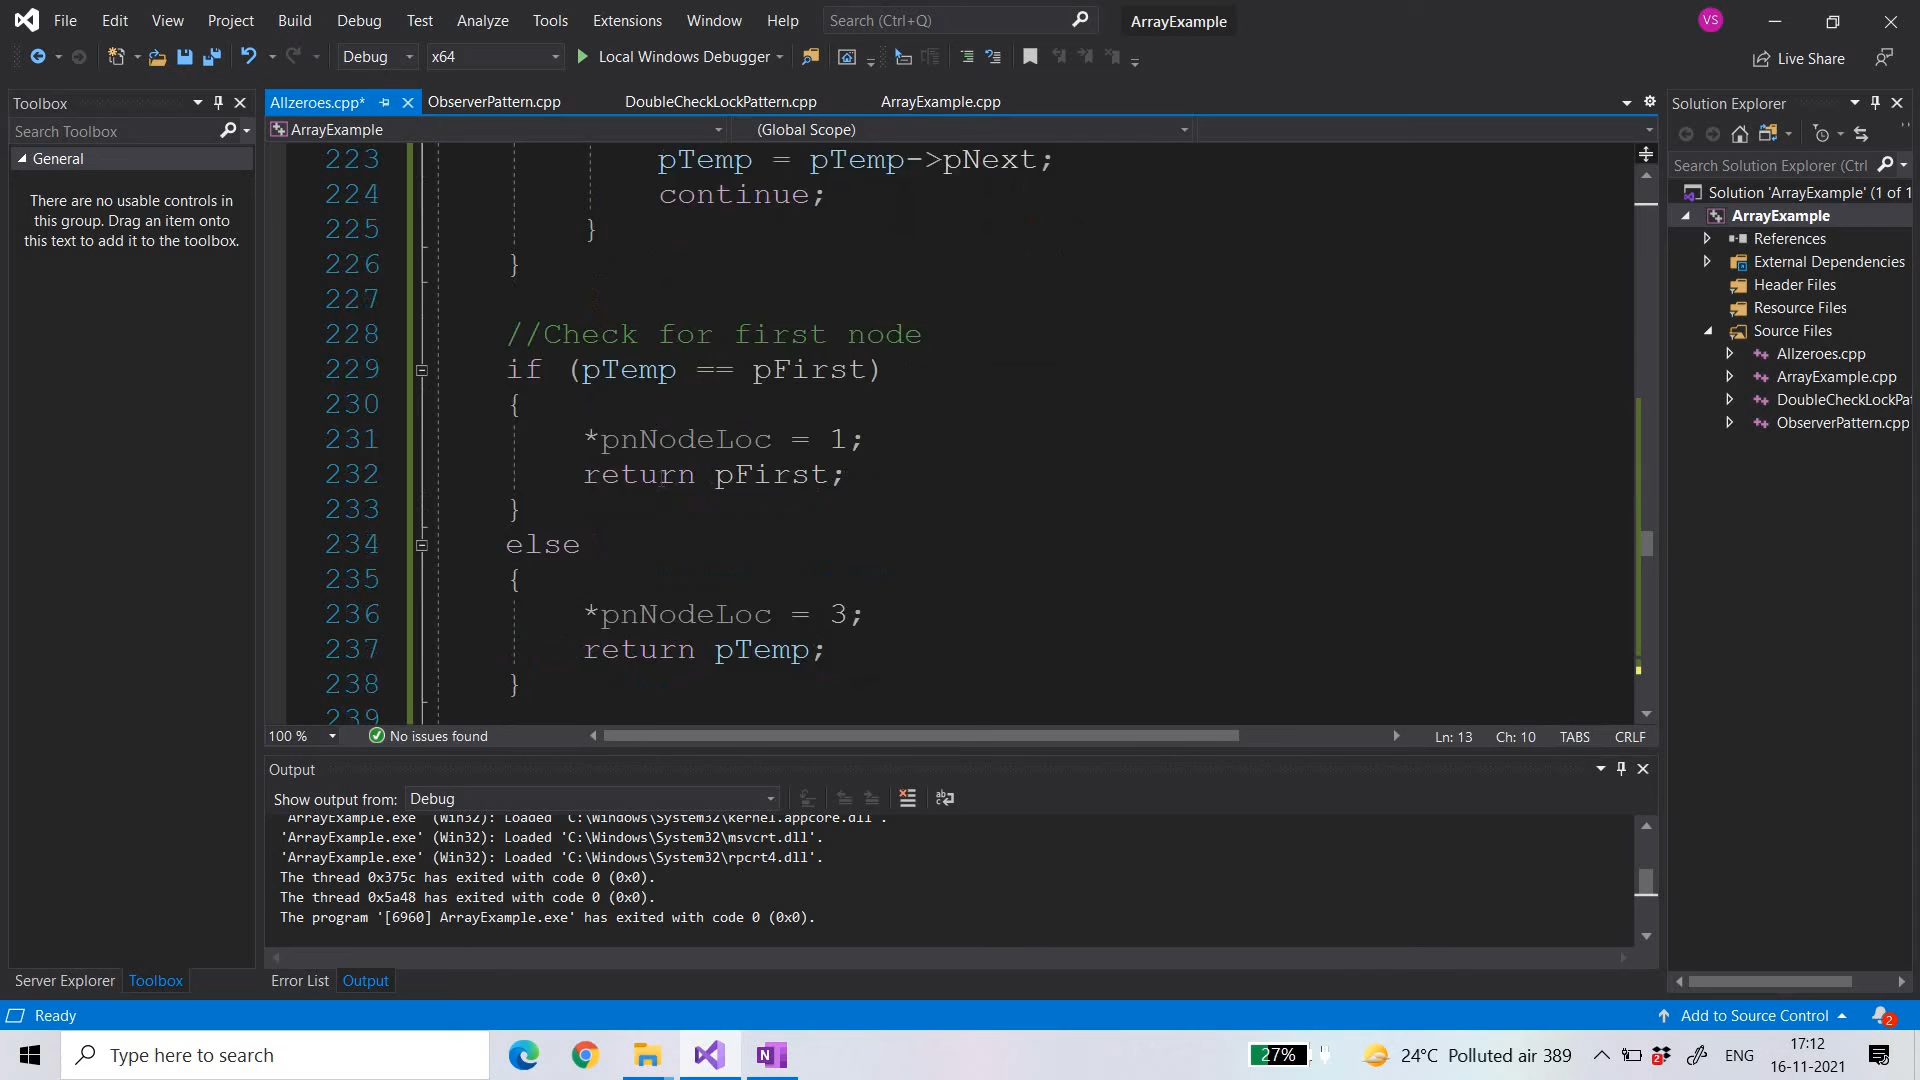 File Edit View Project Build Debug Test Analyze Tools Extensions Window Help Search (Ctrl+Q) ArrayExample VS
Debug x64 Local Windows Debugger Live Share
Toolbox
Search Toolbox
General
There are no usable controls in
this group. Drag an item onto
this text to add it to the toolbox.
Server Explorer Toolbox
Allzeroes.cpp* ObserverPattern.cpp DoubleCheckLockPattern.cpp ArrayExample.cpp
ArrayExample (Global Scope)
223 pTemp = pTemp->pNext;
224 continue;
225 }
226 }
227
228 //Check for first node
229 if (pTemp == pFirst)
230 {
231 *pnNodeLoc = 1;
232 return pFirst;
233 }
234 else
235 {
236 *pnNodeLoc = 3;
237 return pTemp;
238 }
239
100 % No issues found Ln: 13 Ch: 10 TABS CRLF
Output
Show output from: Debug
'ArrayExample.exe' (Win32): Loaded 'C:\Windows\System32\kernel.appcore.dll'.
'ArrayExample.exe' (Win32): Loaded 'C:\Windows\System32\msvcrt.dll'.
'ArrayExample.exe' (Win32): Loaded 'C:\Windows\System32\rpcrt4.dll'.
The thread 0x375c has exited with code 0 (0x0).
The thread 0x5a48 has exited with code 0 (0x0).
The program '[6960] ArrayExample.exe' has exited with code 0 (0x0).
Error List Output
Solution Explorer
Search Solution Explorer (Ctrl
Solution 'ArrayExample' (1 of 1
ArrayExample
References
External Dependencies
Header Files
Resource Files
Source Files
Allzeroes.cpp
ArrayExample.cpp
DoubleCheckLockPat
ObserverPattern.cpp
Ready Add to Source Control 2
Type here to search N 27% 24°C Polluted air 389 2 ENG 17:12
16-11-2021